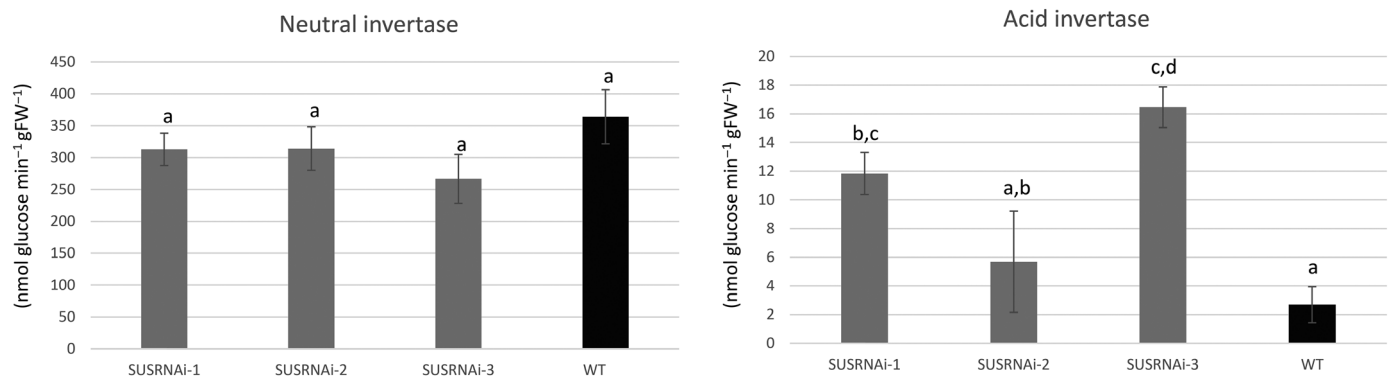 Neutral invertase
(nmol glucose min⁻¹ gFW⁻¹)
450
400
350
300
250
200
150
100
50
0
a
a
a
a
SUSRNAi-1
SUSRNAi-2
SUSRNAi-3
WT
Acid invertase
(nmol glucose min⁻¹ gFW⁻¹)
20
18
16
14
12
10
8
6
4
2
0
b,c
a,b
c,d
a
SUSRNAi-1
SUSRNAi-2
SUSRNAi-3
WT